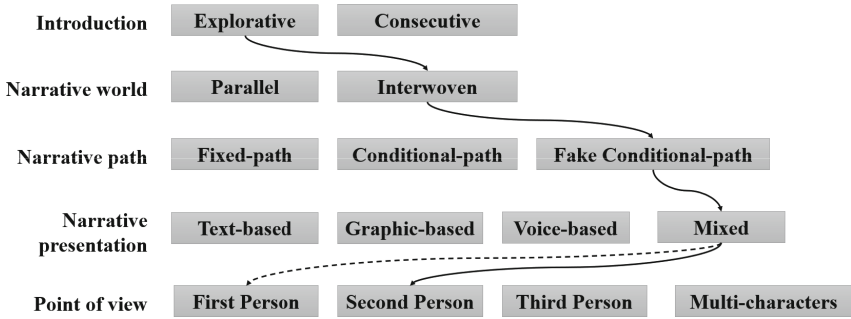 Introduction Explorative Consecutive
Narrative world Parallel Interwoven
Narrative path Fixed-path Conditional-path Fake Conditional-path
Narrative
presentation Text-based Graphic-based Voice-based Mixed
Point of view First Person Second Person Third Person Multi-characters